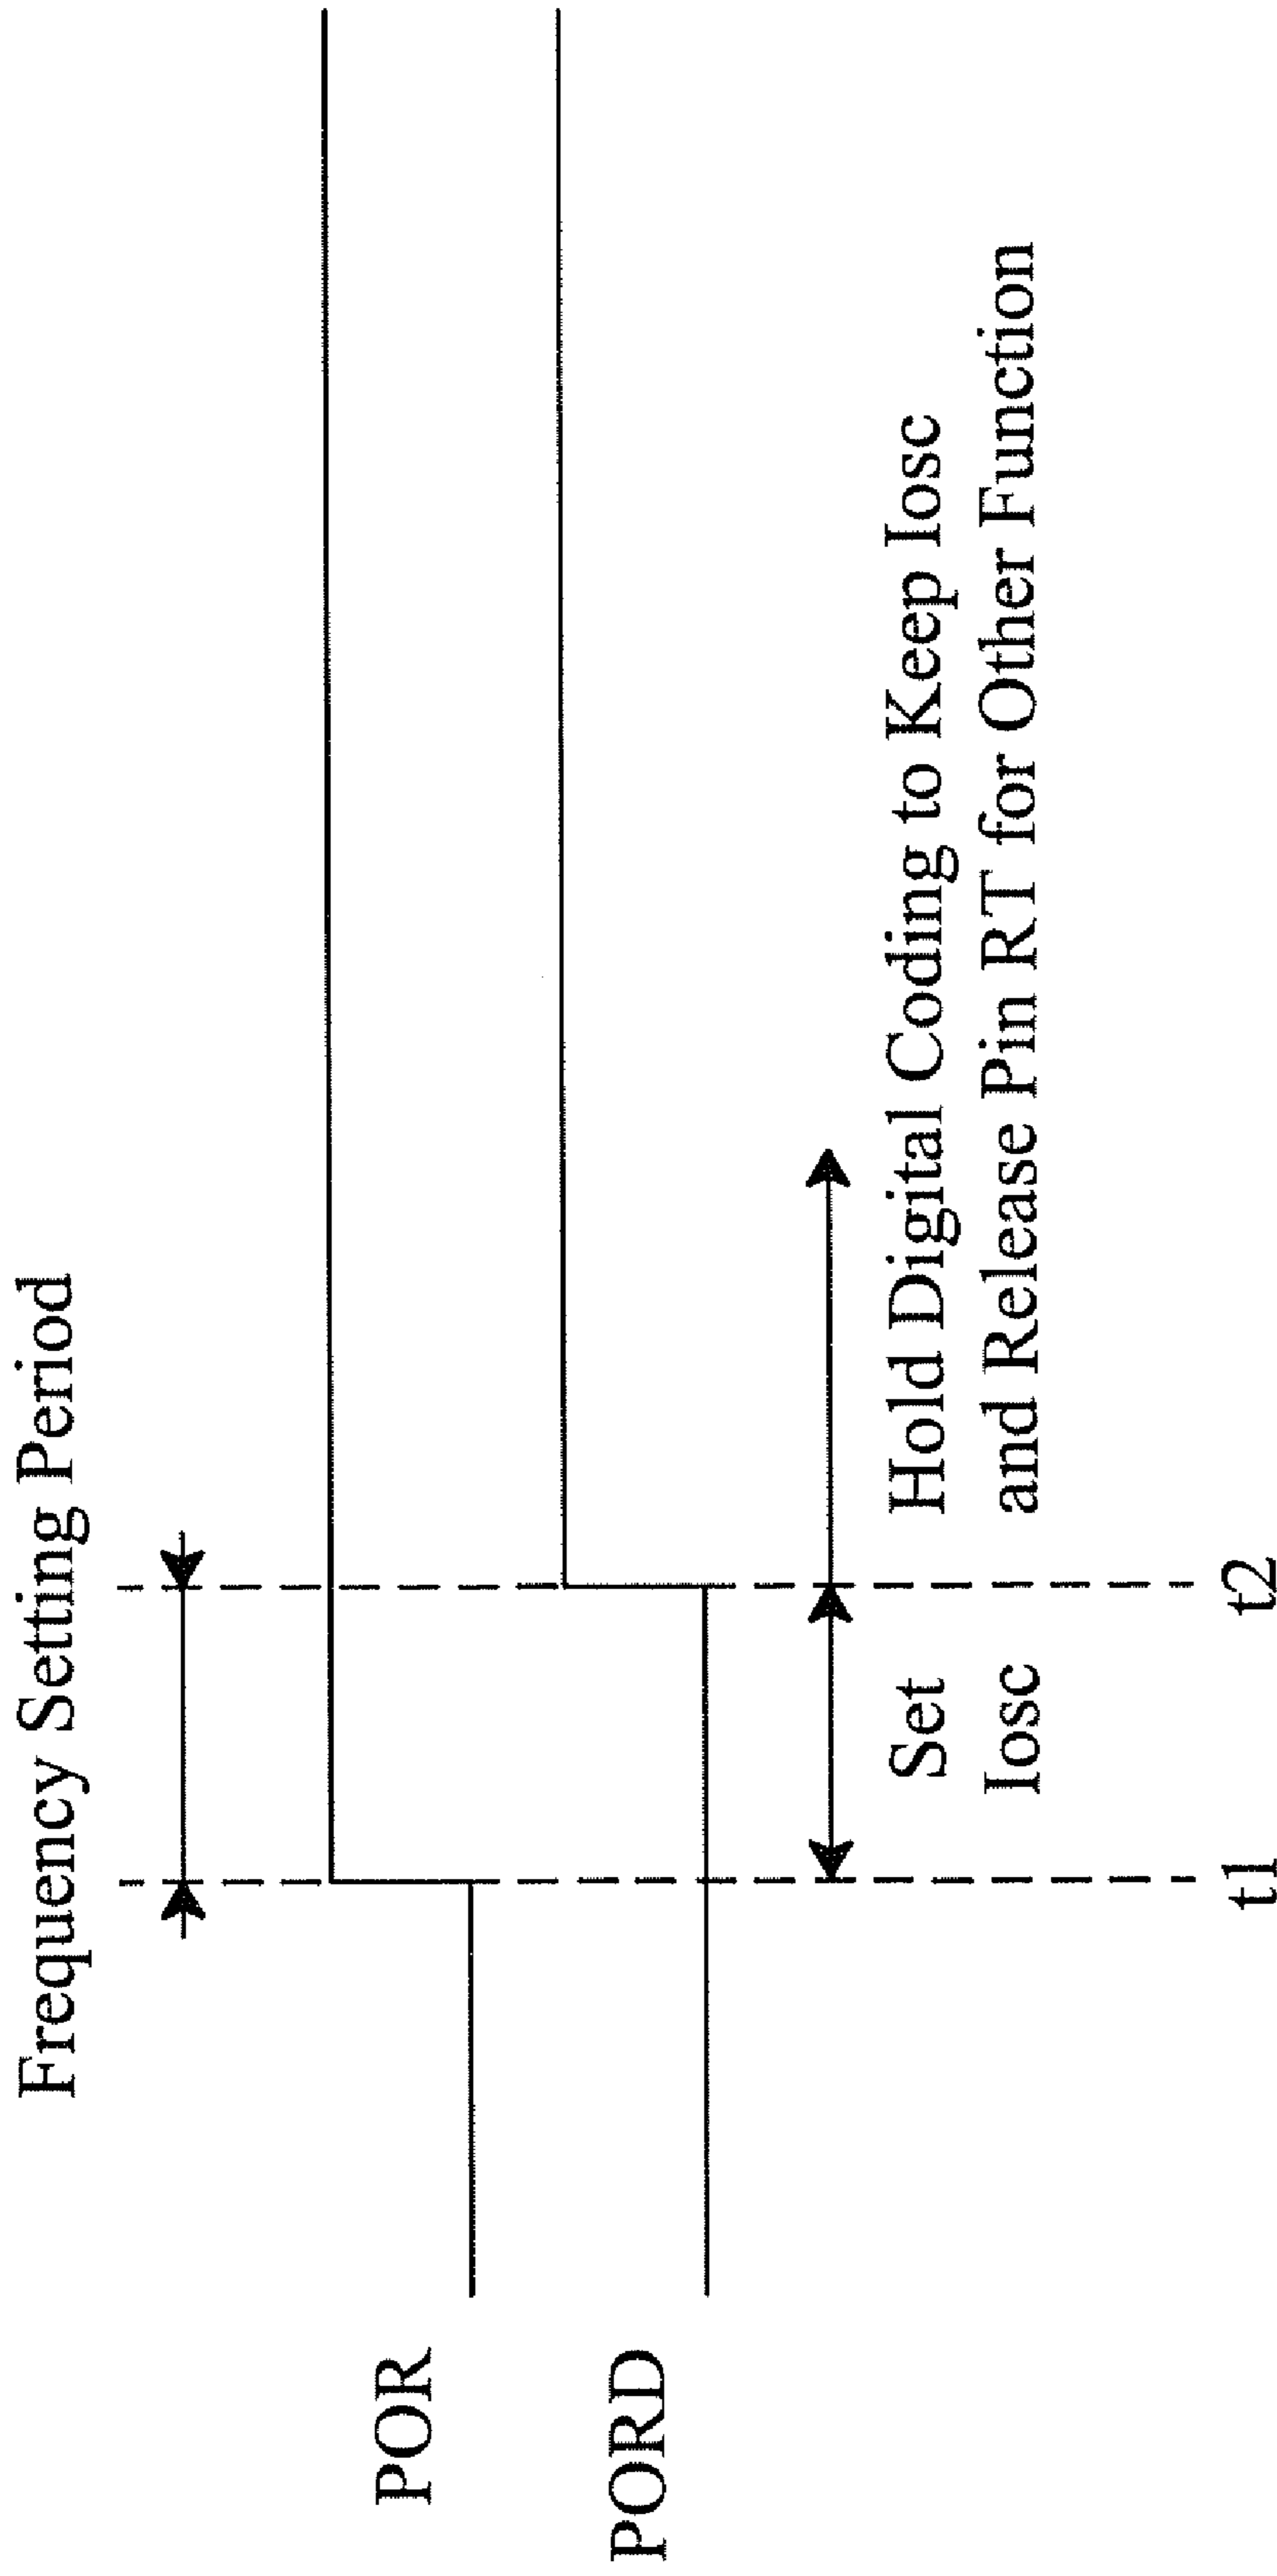 Frequency Setting Period
POR
PORD
Set
Iosc
Hold Digital Coding to Keep Iosc
and Release Pin RT for Other Function
t1
t2